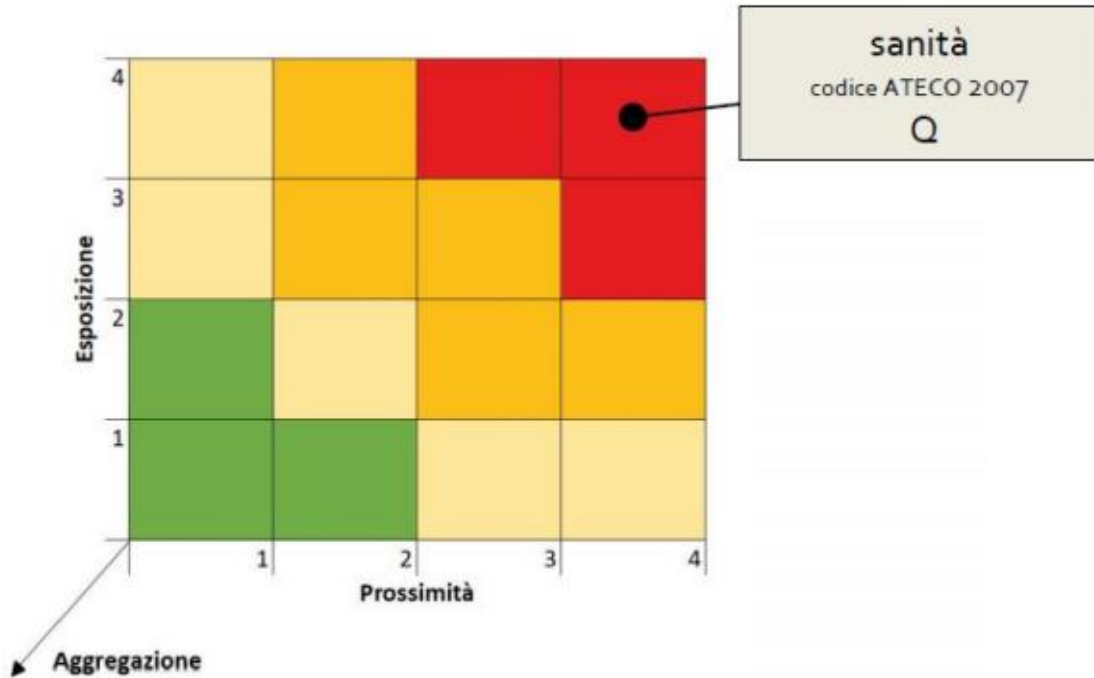 sanità
codice ATECO 2007
Q
4
3
2
1
Esposizione
1
2
3
4
Prossimità
Aggregazione